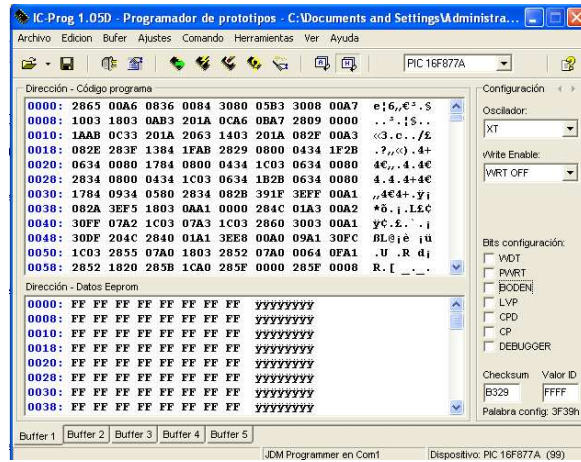 IC-Prog 1.05D - Programador de prototipos - C:\Documents and Settings\Administra...
Archivo Edicion Bufer Ajustes Comando Herramientas Ver Ayuda
PIC 16F877A
Dirección - Código programa
0000: 2865 00A6 0836 0084 3080 05B3 3008 00A7
0008: 1003 1803 0AB3 201A 0CA6 0BA7 2809 0000
0010: 1AAB 0C33 201A 2063 1403 201A 082F 00A3
0018: 082E 283F 1384 1FAB 2829 0800 0434 1F2B
0020: 0634 0080 1784 0800 0434 1C03 0634 0080
0028: 2834 0800 0434 1C03 0634 1B2B 0634 0080
0030: 1784 0934 0580 2834 082B 391F 3EFF 00A1
0038: 082A 3EF5 1803 0AA1 0000 284C 01A3 00A2
0040: 30FF 07A2 1C03 07A3 1C03 2860 3003 00A1
0048: 30DF 204C 2840 01A1 3EE8 00A0 09A1 30FC
0050: 1C03 2855 07A0 1803 2852 07A0 0064 0FA1
0058: 2852 1820 285B 1CA0 285F 0000 285F 0008
Dirección - Datos Eeprom
0000: FF FF FF FF FF FF FF FF ÿÿÿÿÿÿÿÿ
0008: FF FF FF FF FF FF FF FF ÿÿÿÿÿÿÿÿ
0010: FF FF FF FF FF FF FF FF ÿÿÿÿÿÿÿÿ
0018: FF FF FF FF FF FF FF FF ÿÿÿÿÿÿÿÿ
0020: FF FF FF FF FF FF FF FF ÿÿÿÿÿÿÿÿ
0028: FF FF FF FF FF FF FF FF ÿÿÿÿÿÿÿÿ
0030: FF FF FF FF FF FF FF FF ÿÿÿÿÿÿÿÿ
0038: FF FF FF FF FF FF FF FF ÿÿÿÿÿÿÿÿ
Configuración
Oscilador:
XT
Write Enable:
WRT OFF
Bits configuración:
WDT
PWRT
BODEN
LVP
CPD
CP
DEBUGGER
Checksum Valor ID
B329 FFFF
Palabra config: 3F39h
Buffer 1 Buffer 2 Buffer 3 Buffer 4 Buffer 5
JDM Programmer en Com1 Dispositivo: PIC 16F877A (99)